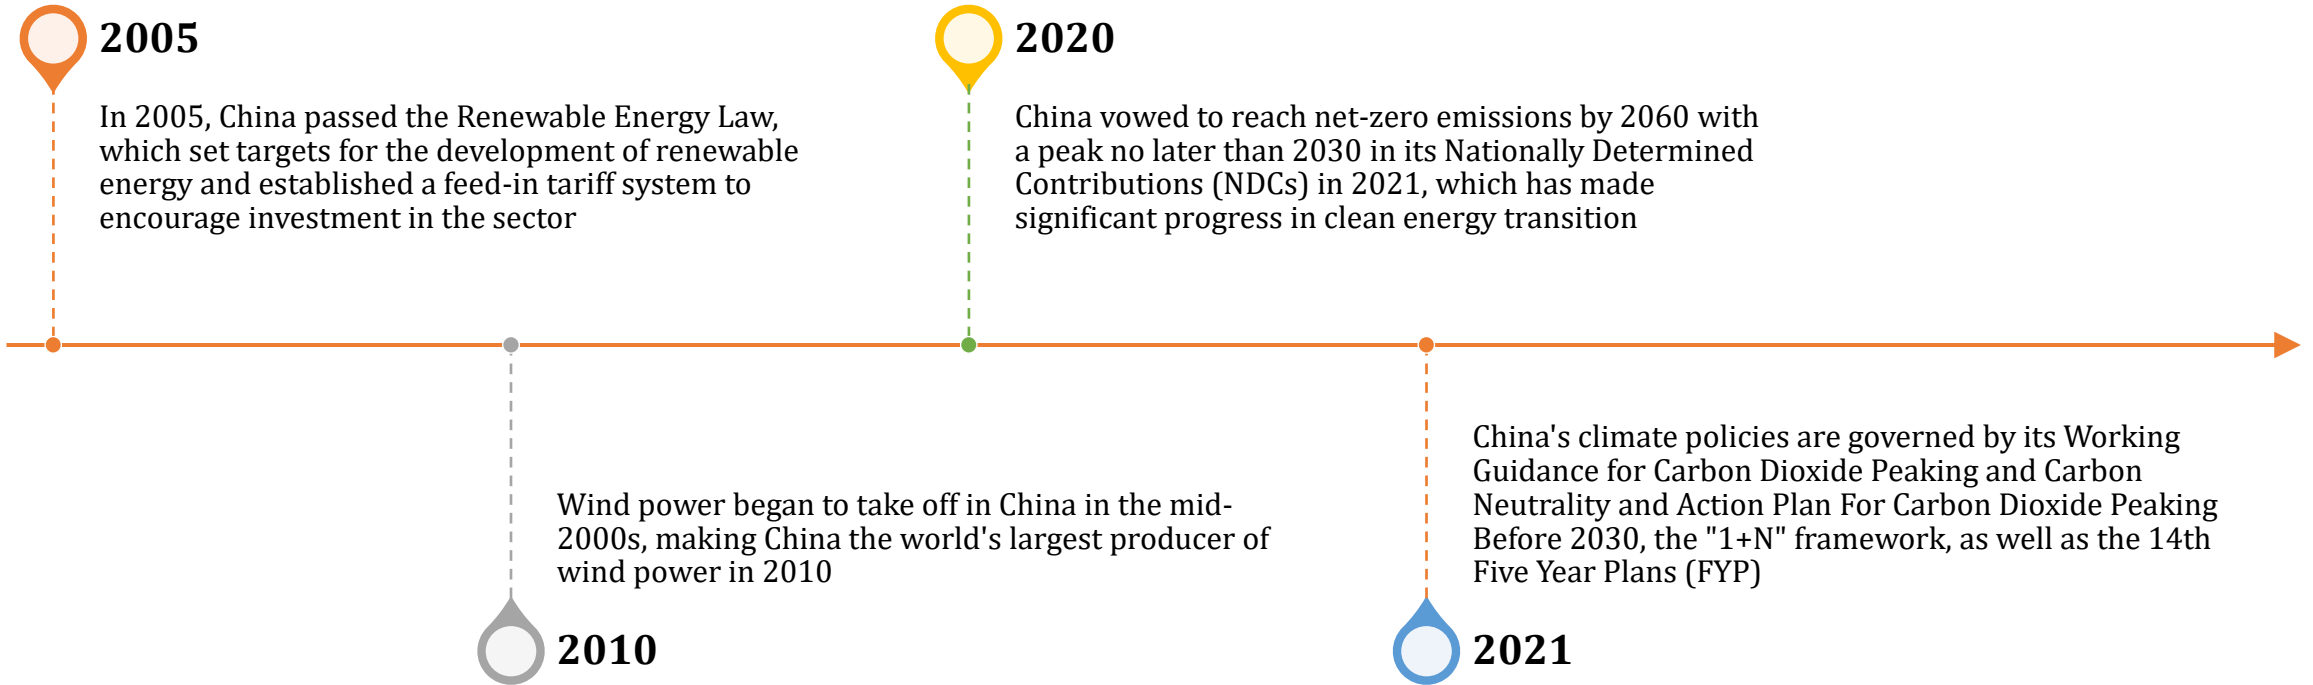 2005
In 2005, China passed the Renewable Energy Law,
which set targets for the development of renewable
energy and established a feed-in tariff system to
encourage investment in the sector
Wind power began to take off in China in the mid-
2000s, making China the world's largest producer of
wind power in 2010
2010
2020
China vowed to reach net-zero emissions by 2060 with
a peak no later than 2030 in its Nationally Determined
Contributions (NDCs) in 2021, which has made
significant progress in clean energy transition
China's climate policies are governed by its Working
Guidance for Carbon Dioxide Peaking and Carbon
Neutrality and Action Plan For Carbon Dioxide Peaking
Before 2030, the "1+N" framework, as well as the 14th
Five Year Plans (FYP)
2021